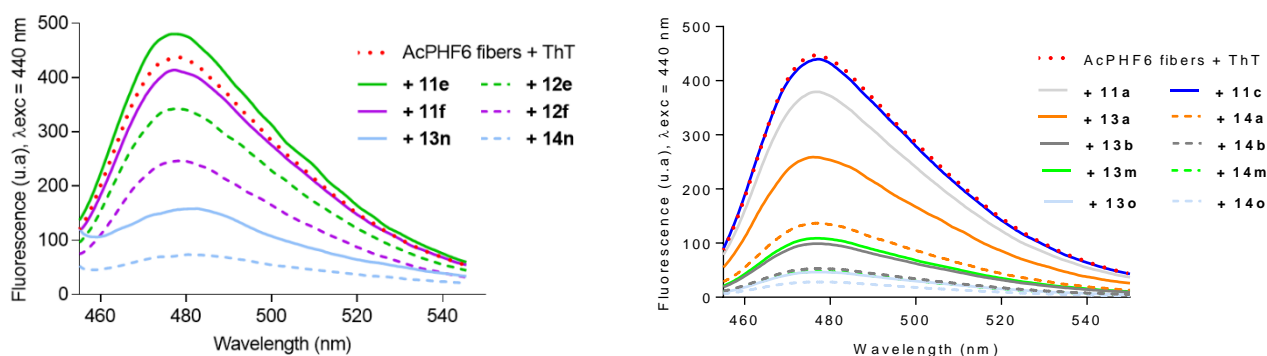 Fluorescence (u.a), λexc = 440 nm
500
400
300
200
100
0
460 480 500 520 540
Wavelength (nm)
AcPHF6 fibers + ThT
+ 11e + 12e
+ 11f + 12f
+ 13n + 14n
Fluorescence (u.a), λexc = 440 nm
500
400
300
200
100
0
460 480 500 520 540
Wavelength (nm)
AcPHF6 fibers + ThT
+ 11a + 11c
+ 13a + 14a
+ 13b + 14b
+ 13m + 14m
+ 13o + 14o